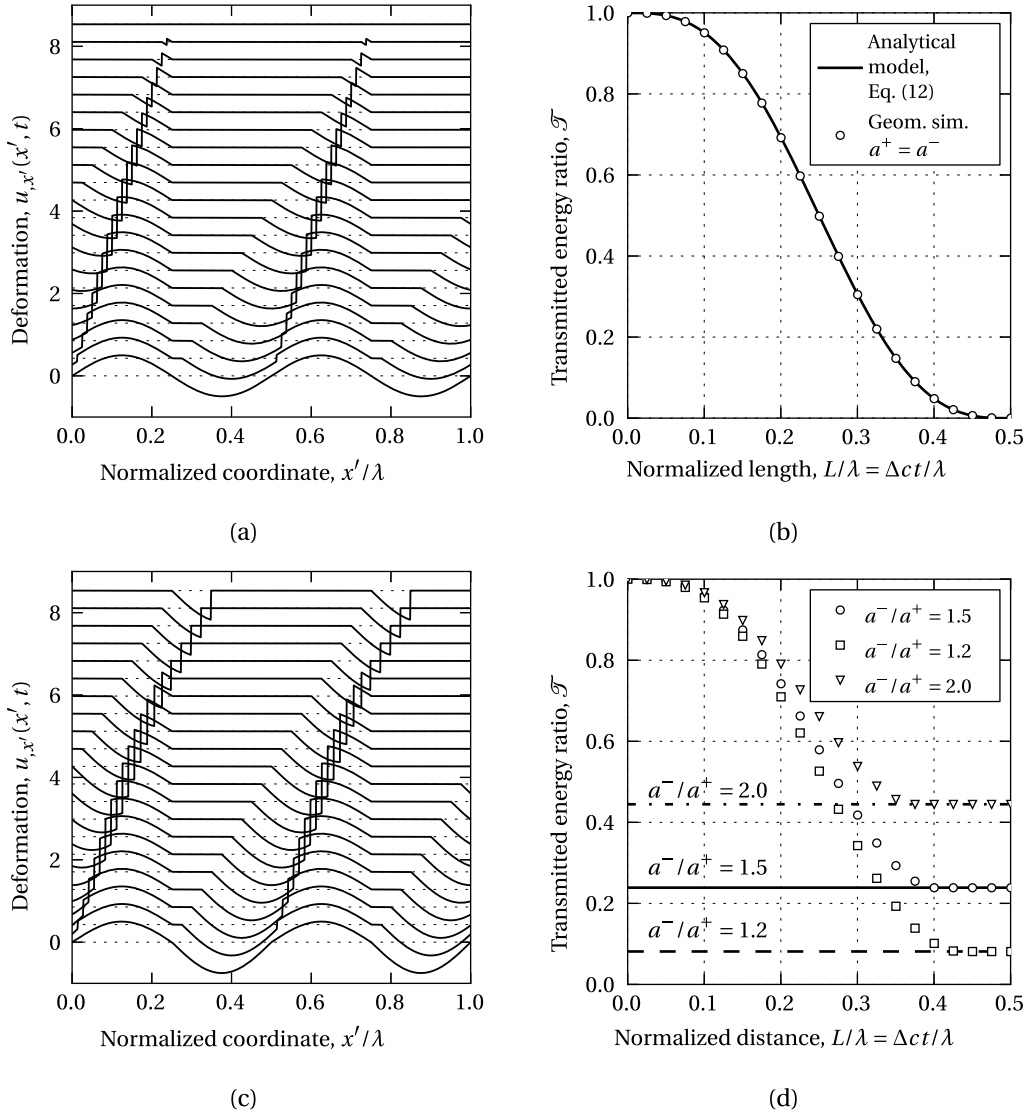 Deformation, u,x′(x′, t)
8
6
4
2
0
0.0 0.2 0.4 0.6 0.8 1.0
Normalized coordinate, x′/λ
(a)
Transmitted energy ratio, 𝒯
1.0
0.8
0.6
0.4
0.2
0.0
Analytical
model,
Eq. (12)
Geom. sim.
a⁺ = a⁻
0.0 0.1 0.2 0.3 0.4 0.5
Normalized length, L/λ = Δct/λ
(b)
Deformation, u,x′(x′, t)
8
6
4
2
0
0.0 0.2 0.4 0.6 0.8 1.0
Normalized coordinate, x′/λ
(c)
Transmitted energy ratio, 𝒯
1.0
0.8
0.6
0.4
0.2
0.0
a⁻/a⁺ = 1.5
a⁻/a⁺ = 1.2
a⁻/a⁺ = 2.0
a⁻/a⁺ = 2.0
a⁻/a⁺ = 1.5
a⁻/a⁺ = 1.2
0.0 0.1 0.2 0.3 0.4 0.5
Normalized distance, L/λ = Δct/λ
(d)